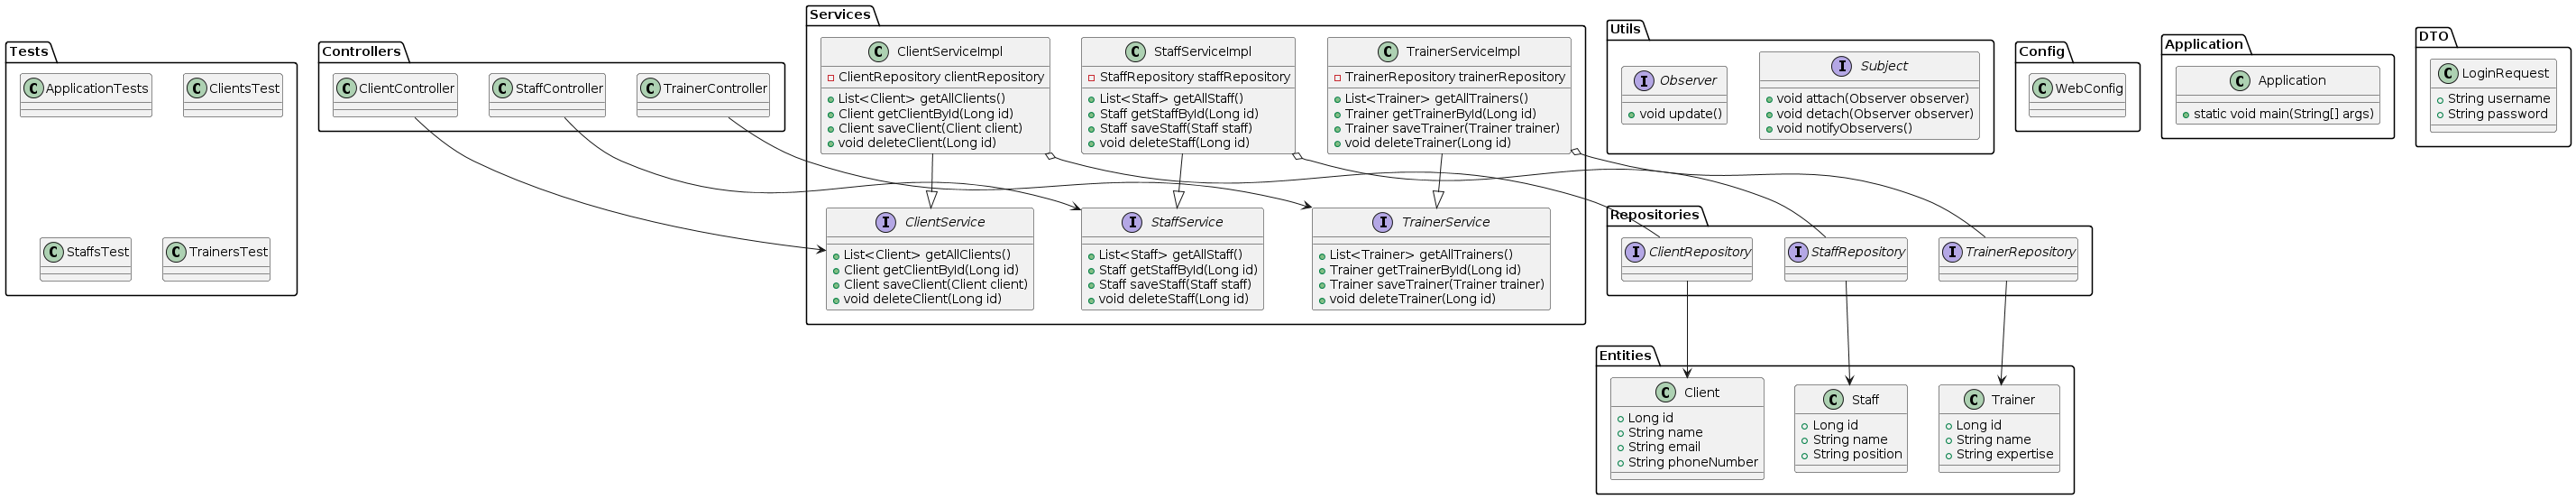 Tests
C ApplicationTests
C ClientsTest
C StaffsTest
C TrainersTest
Controllers
C ClientController
C StaffController
C TrainerController
Services
C ClientServiceImpl
ClientRepository clientRepository
List<Client> getAllClients()
Client getClientById(Long id)
Client saveClient(Client client)
void deleteClient(Long id)
C StaffServiceImpl
StaffRepository staffRepository
List<Staff> getAllStaff()
Staff getStaffById(Long id)
Staff saveStaff(Staff staff)
void deleteStaff(Long id)
C TrainerServiceImpl
TrainerRepository trainerRepository
List<Trainer> getAllTrainers()
Trainer getTrainerById(Long id)
Trainer saveTrainer(Trainer trainer)
void deleteTrainer(Long id)
I ClientService
List<Client> getAllClients()
Client getClientById(Long id)
Client saveClient(Client client)
void deleteClient(Long id)
I StaffService
List<Staff> getAllStaff()
Staff getStaffById(Long id)
Staff saveStaff(Staff staff)
void deleteStaff(Long id)
I TrainerService
List<Trainer> getAllTrainers()
Trainer getTrainerById(Long id)
Trainer saveTrainer(Trainer trainer)
void deleteTrainer(Long id)
Utils
I Observer
void update()
I Subject
void attach(Observer observer)
void detach(Observer observer)
void notifyObservers()
Config
C WebConfig
Application
C Application
static void main(String[] args)
DTO
C LoginRequest
String username
String password
Repositories
I ClientRepository
I StaffRepository
I TrainerRepository
Entities
C Client
Long id
String name
String email
String phoneNumber
C Staff
Long id
String name
String position
C Trainer
Long id
String name
String expertise